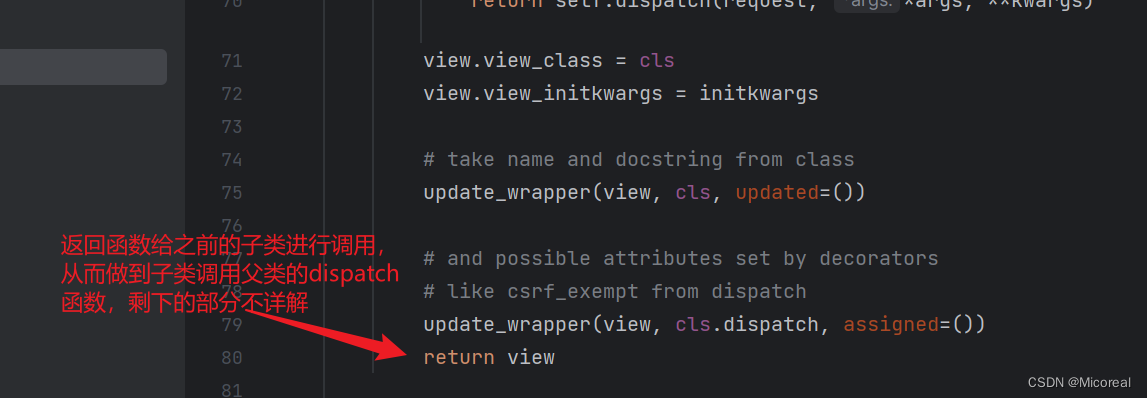 70 return self.dispatch(request, args: *args, **kwargs)
71 view.view_class = cls
72 view.view_initkwargs = initkwargs
73
74 # take name and docstring from class
75 update_wrapper(view, cls, updated=())
76
返回函数给之前的子类进行调用，
77 # and possible attributes set by decorators
从而做到子类调用父类的dispatch
78 # like csrf_exempt from dispatch
函数，剩下的部分不详解
79 update_wrapper(view, cls.dispatch, assigned=())
80 return view
81
CSDN @Micoreal